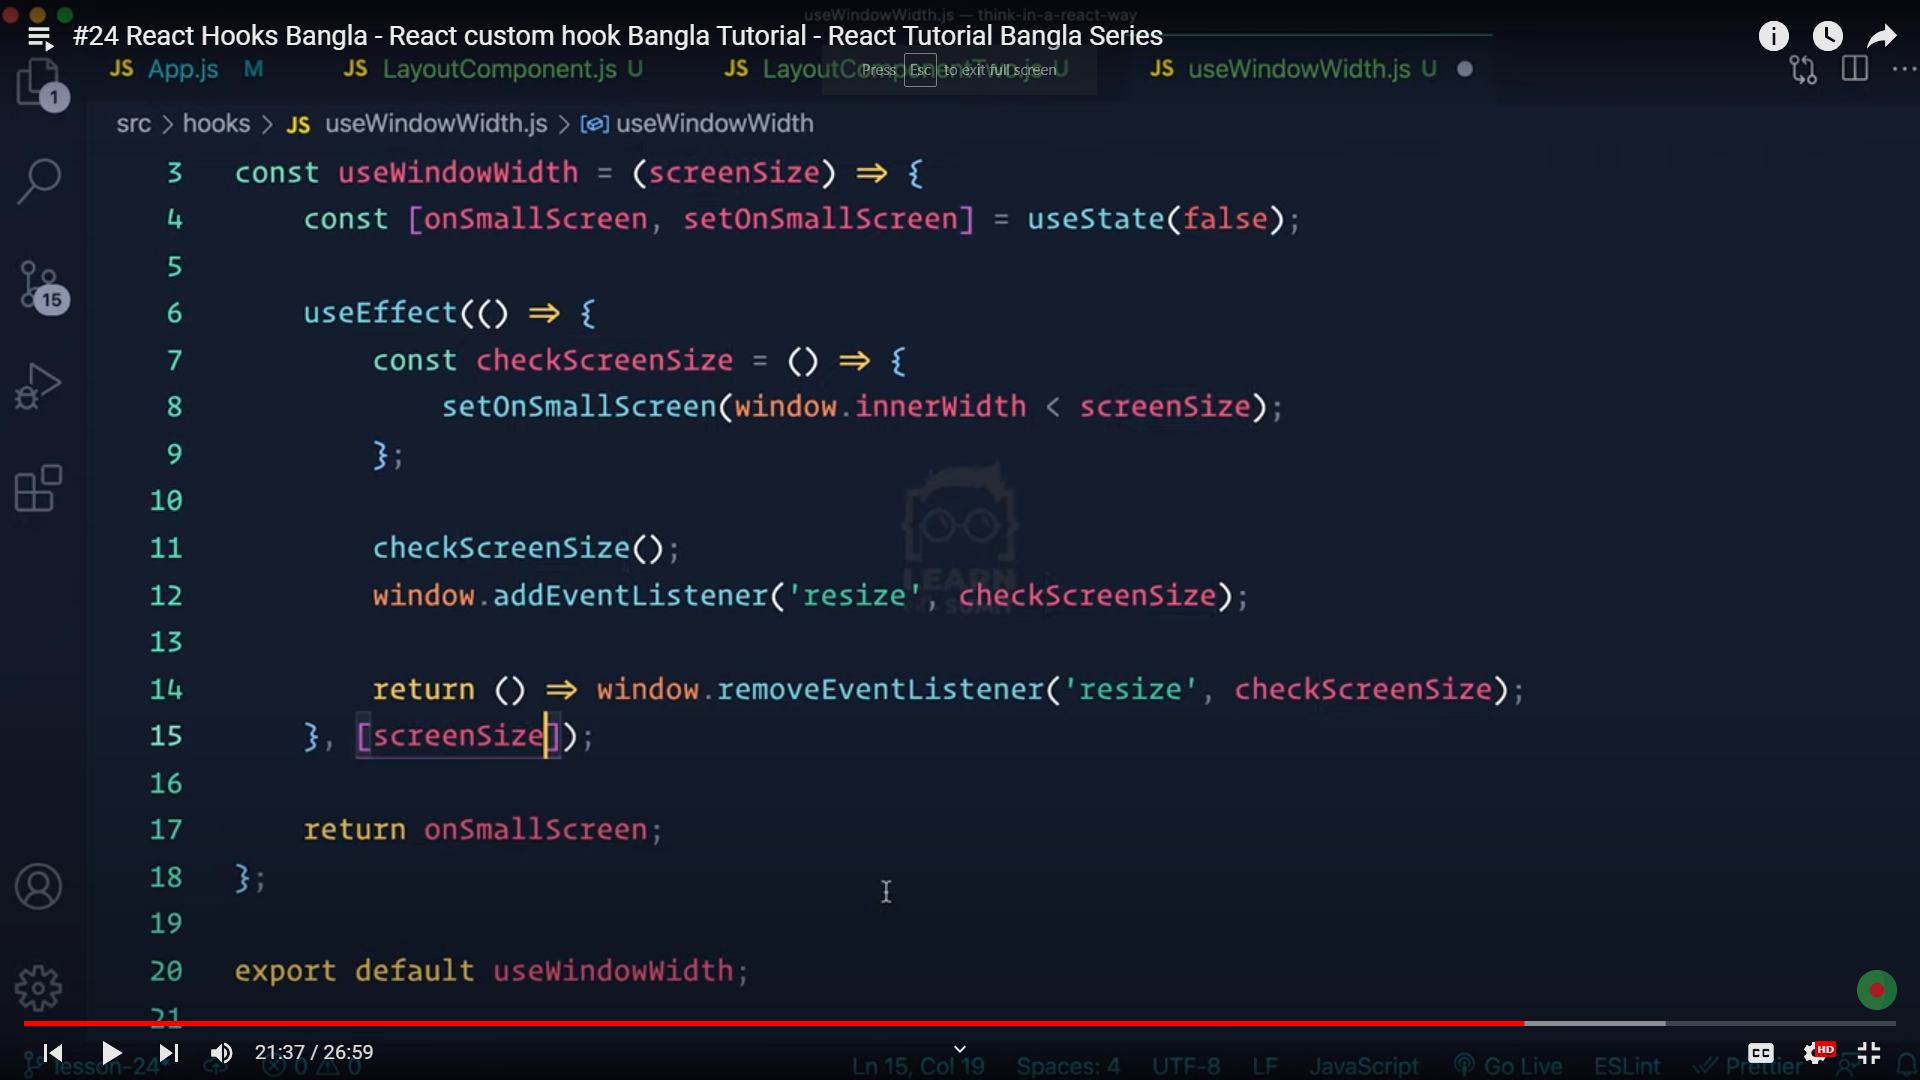 useWindowWidth.js — think-in-a-react-way
#24 React Hooks Bangla - React custom hook Bangla Tutorial - React Tutorial Bangla Series
JS App.js M JS LayoutComponent.js U JS LayoutComponentTwo.js U JS useWindowWidth.js U
Press Esc to exit full screen
1
src > hooks > JS useWindowWidth.js > useWindowWidth
3 const useWindowWidth = (screenSize) ⇒ {
4 const [onSmallScreen, setOnSmallScreen] = useState(false);
5
6 useEffect(() ⇒ {
7 const checkScreenSize = () ⇒ {
8 setOnSmallScreen(window.innerWidth < screenSize);
9 };
10
11 checkScreenSize();
12 window.addEventListener('resize', checkScreenSize);
13
14 return () ⇒ window.removeEventListener('resize', checkScreenSize);
15 }, [screenSize]);
16
17 return onSmallScreen;
18 };
19
20 export default useWindowWidth;
21
15
LEARN
SUMIT
21:37 / 26:59
CC HD
lesson-24* 0 0 Ln 15, Col 19 Spaces: 4 UTF-8 LF JavaScript Go Live ESLint Prettier